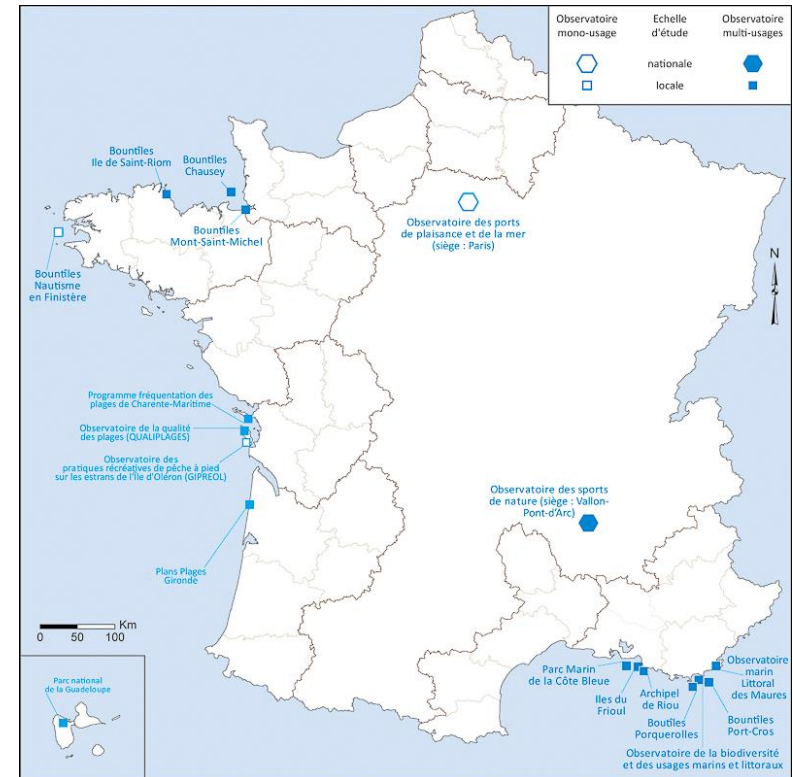 Observatoire
mono-usage
Echelle
d'étude
Observatoire
multi-usages
nationale
locale
Bountîles
Ile de Saint-Riom
Bountîles
Chausey
Bountîles
Mont-Saint-Michel
Bountîles
Nautisme
en Finistère
Observatoire des ports
de plaisance et de la mer
(siège : Paris)
N
Programme fréquentation des
plages de Charente-Maritime
Observatoire de la qualité
des plages (QUALIPLAGES)
Observatoire des
pratiques récréatives de pêche à pied
sur les estrans de l'Ile d'Oléron (GIPREOL)
Plans Plages
Gironde
Observatoire des sports
de nature (siège : Vallon-
Pont-d'Arc)
Km
0 50 100
Parc national
de la Guadeloupe
Parc Marin
de la Côte Bleue
Iles du
Frioul
Archipel
de Riou
Boutîles
Porquerolles
Observatoire
marin
Littoral
des Maures
Bountîles
Port-Cros
Observatoire de la biodiversité
et des usages marins et littoraux